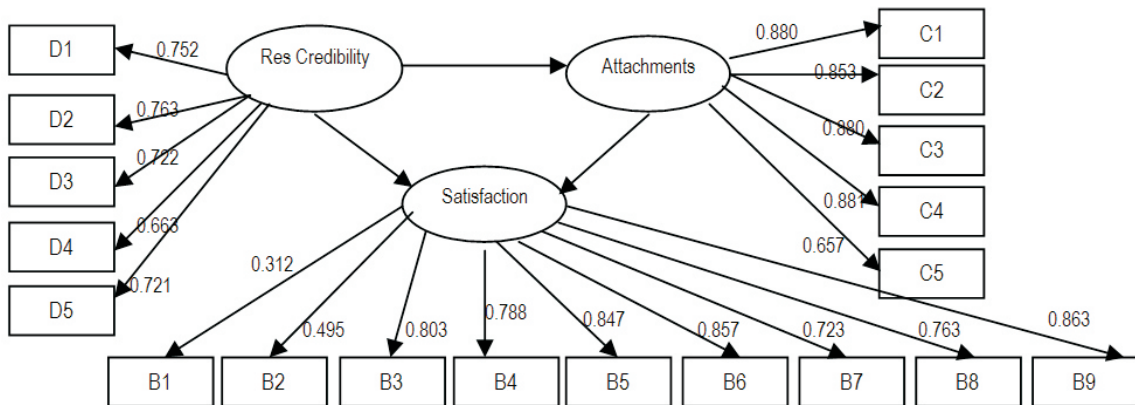 D1
0.752
Res Credibility
Attachments
0.880
C1
0.853
C2
D2
0.763
D3
0.722
0.880
C3
Satisfaction
0.881
C4
D4
0.663
0.657
C5
D5
0.721
0.312
0.495
0.803
0.788
0.847
0.857
0.723
0.763
0.863
B1
B2
B3
B4
B5
B6
B7
B8
B9